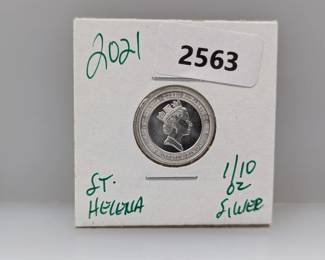 2021
2563
ST.
HELENA
1/10
OZ
SILVER